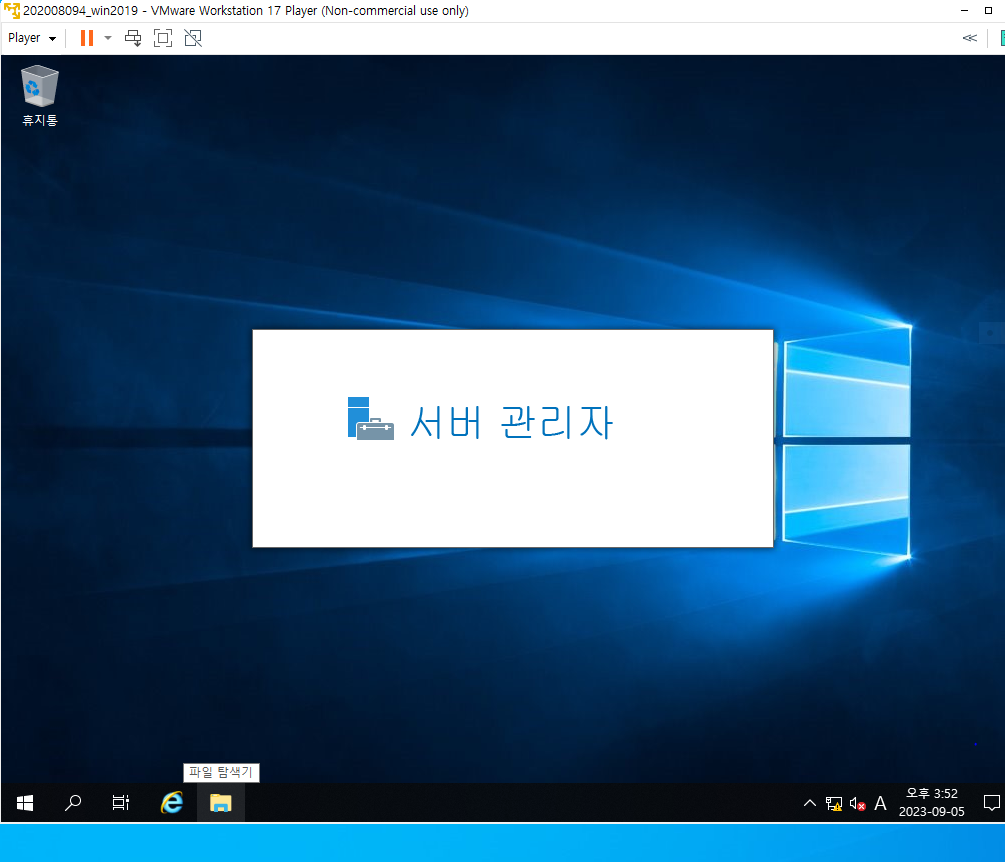 202008094_win2019 - VMware Workstation 17 Player (Non-commercial use only)
Player
휴지통
서버 관리자
파일 탐색기
A
오후 3:52
2023-09-05